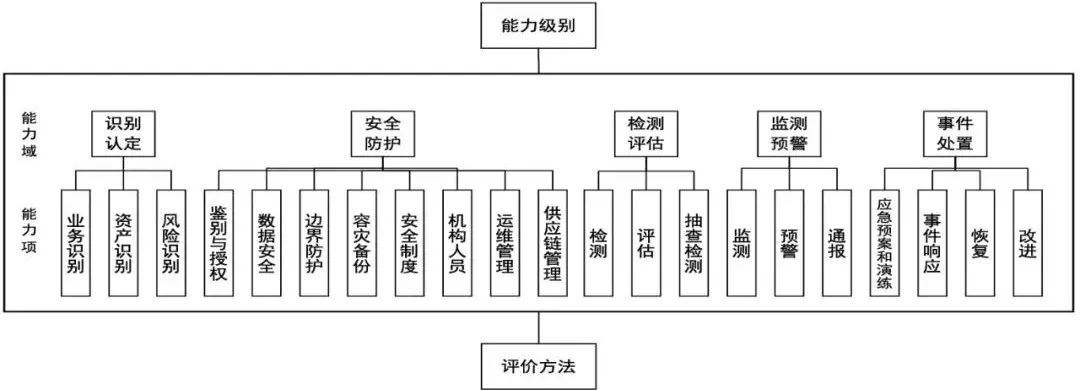 能力级别
能力域
识别
认定
安全
防护
检测
评估
监测
预警
事件
处置
能力项
业务识别
资产识别
风险识别
鉴别与授权
数据安全
边界防护
容灾备份
安全制度
机构人员
运维管理
供应链管理
检测
评估
抽查检测
监测
预警
通报
应急预案和演练
事件响应
恢复
改进
评价方法